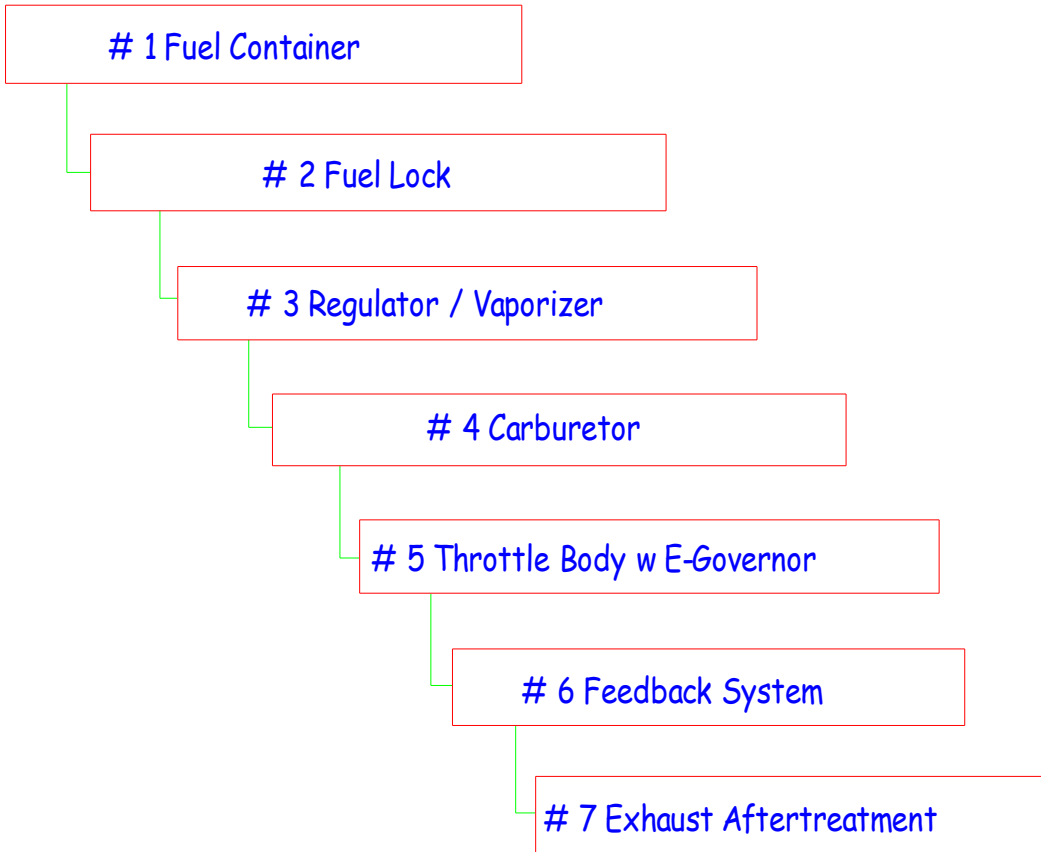 # 1 Fuel Container
# 2 Fuel Lock
# 3 Regulator / Vaporizer
# 4 Carburetor
# 5 Throttle Body w E-Governor
# 6 Feedback System
# 7 Exhaust Aftertreatment